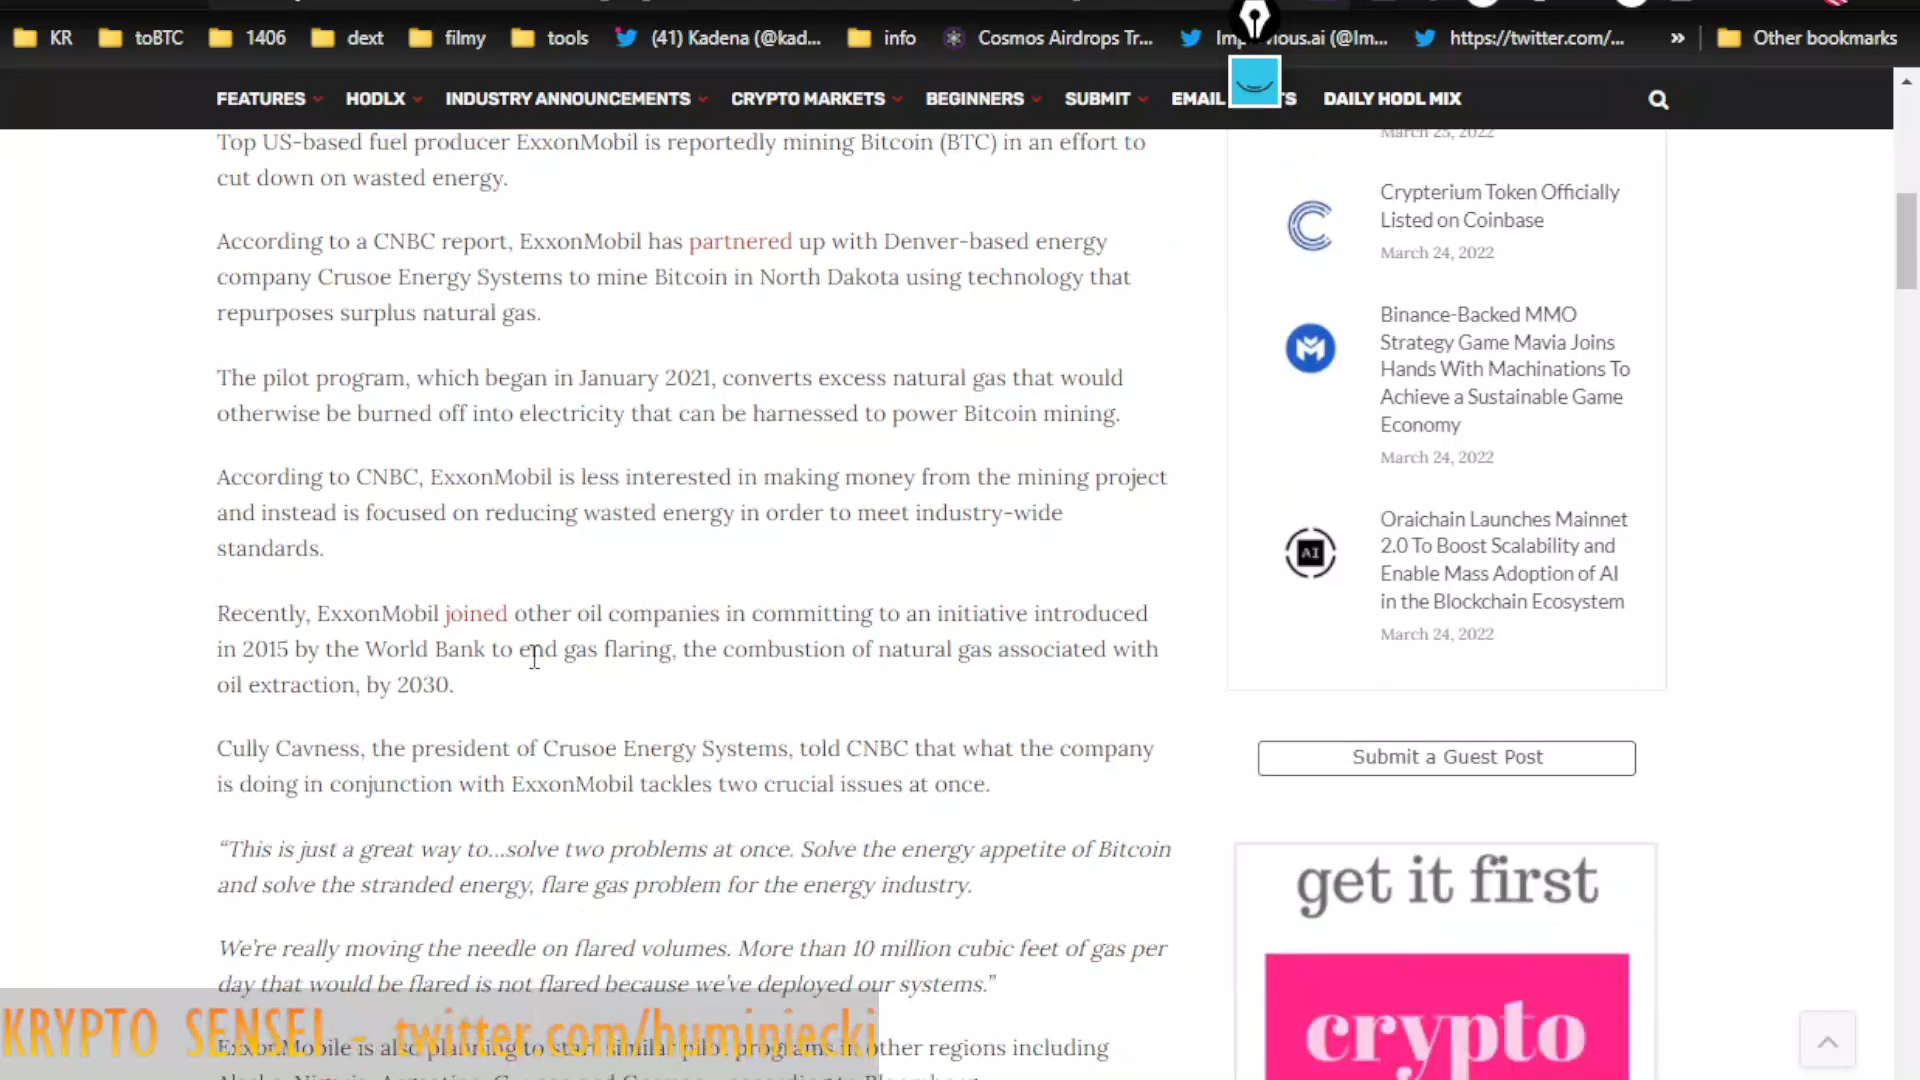 KR toBTC 1406 dext filmy tools (41) Kadena (@kad... info Cosmos Airdrops Tr... https://twitter.com/... » Other bookmarks
FEATURES HODLX INDUSTRY ANNOUNCEMENTS CRYPTO MARKETS BEGINNERS SUBMIT EMAIL DAILY HODL MIX
Top US-based fuel producer ExxonMobil is reportedly mining Bitcoin (BTC) in an effort to
cut down on wasted energy.
According to a CNBC report, ExxonMobil has partnered up with Denver-based energy
company Crusoe Energy Systems to mine Bitcoin in North Dakota using technology that
repurposes surplus natural gas.
The pilot program, which began in January 2021, converts excess natural gas that would
otherwise be burned off into electricity that can be harnessed to power Bitcoin mining.
According to CNBC, ExxonMobil is less interested in making money from the mining project
and instead is focused on reducing wasted energy in order to meet industry-wide
standards.
Recently, ExxonMobil joined other oil companies in committing to an initiative introduced
in 2015 by the World Bank to end gas flaring, the combustion of natural gas associated with
oil extraction, by 2030.
Cully Cavness, the president of Crusoe Energy Systems, told CNBC that what the company
is doing in conjunction with ExxonMobil tackles two crucial issues at once.
“This is just a great way to…solve two problems at once. Solve the energy appetite of Bitcoin
and solve the stranded energy, flare gas problem for the energy industry.
We’re really moving the needle on flared volumes. More than 10 million cubic feet of gas per
day that would be flared is not flared because we’ve deployed our systems.”
ExxonMobile is also planning to start similar pilot programs in other regions including
March 25, 2022
Crypterium Token Officially
Listed on Coinbase
March 24, 2022
Binance-Backed MMO
Strategy Game Mavia Joins
Hands With Machinations To
Achieve a Sustainable Game
Economy
March 24, 2022
AI
Oraichain Launches Mainnet
2.0 To Boost Scalability and
Enable Mass Adoption of AI
in the Blockchain Ecosystem
March 24, 2022
Submit a Guest Post
get it first
crypto
KRYPTO SENSEI - twitter.com/huminiecki